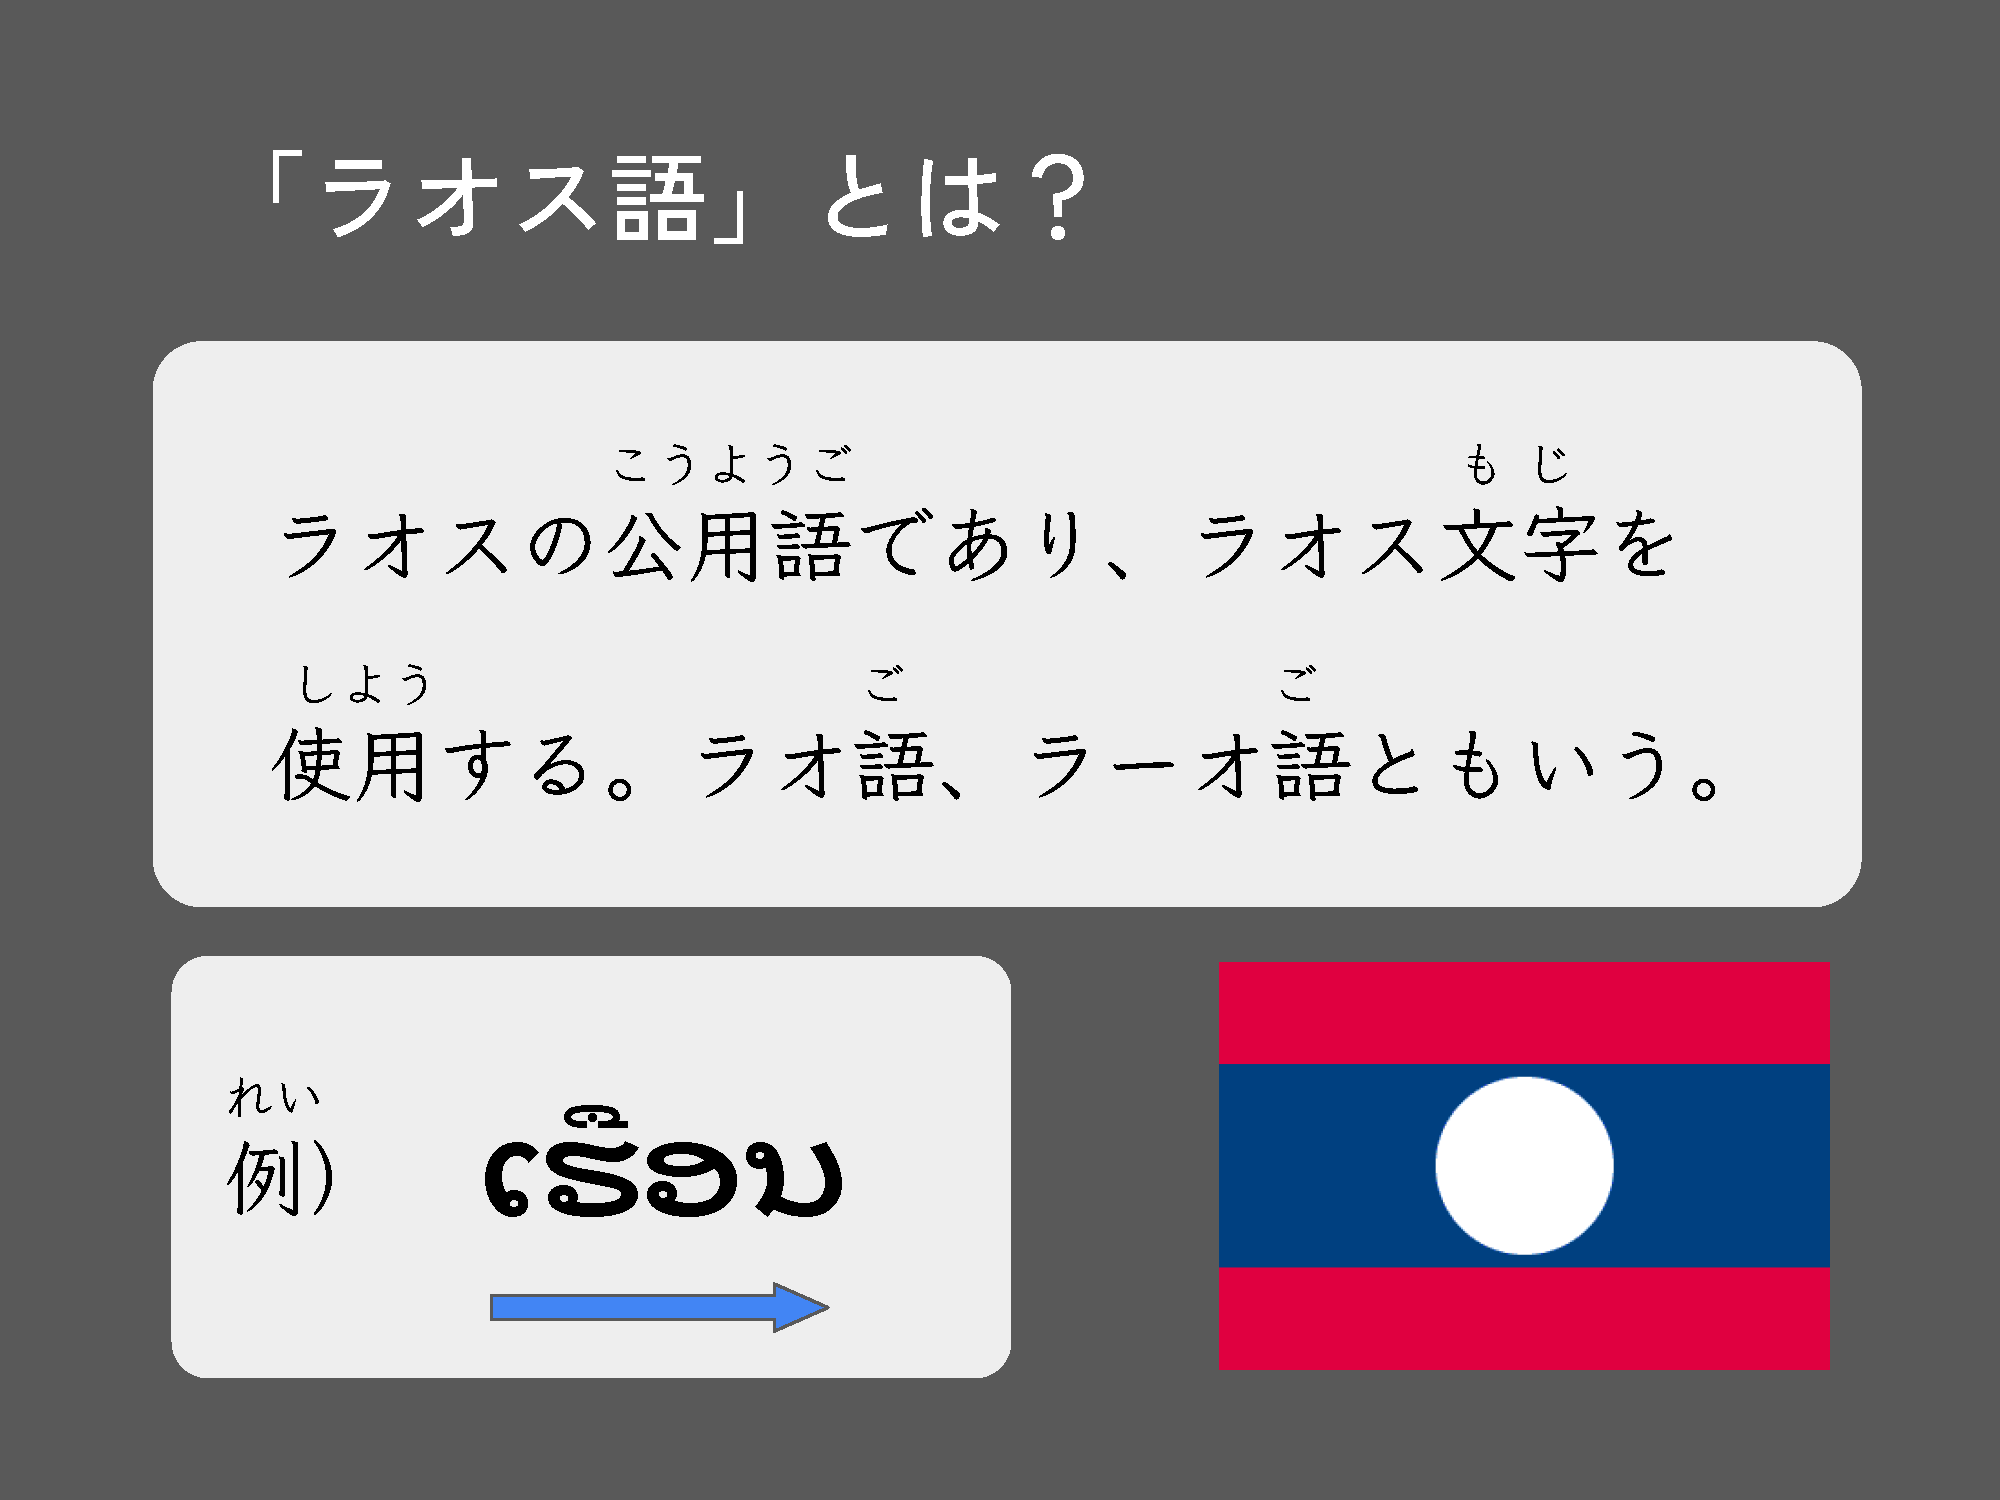 「ラオス語」とは？
こうようご もじ
ラオスの公用語であり、ラオス文字を
しよう ご ご
使用する。ラオ語、ラーオ語ともいう。
れい
例） ເຮືອນ